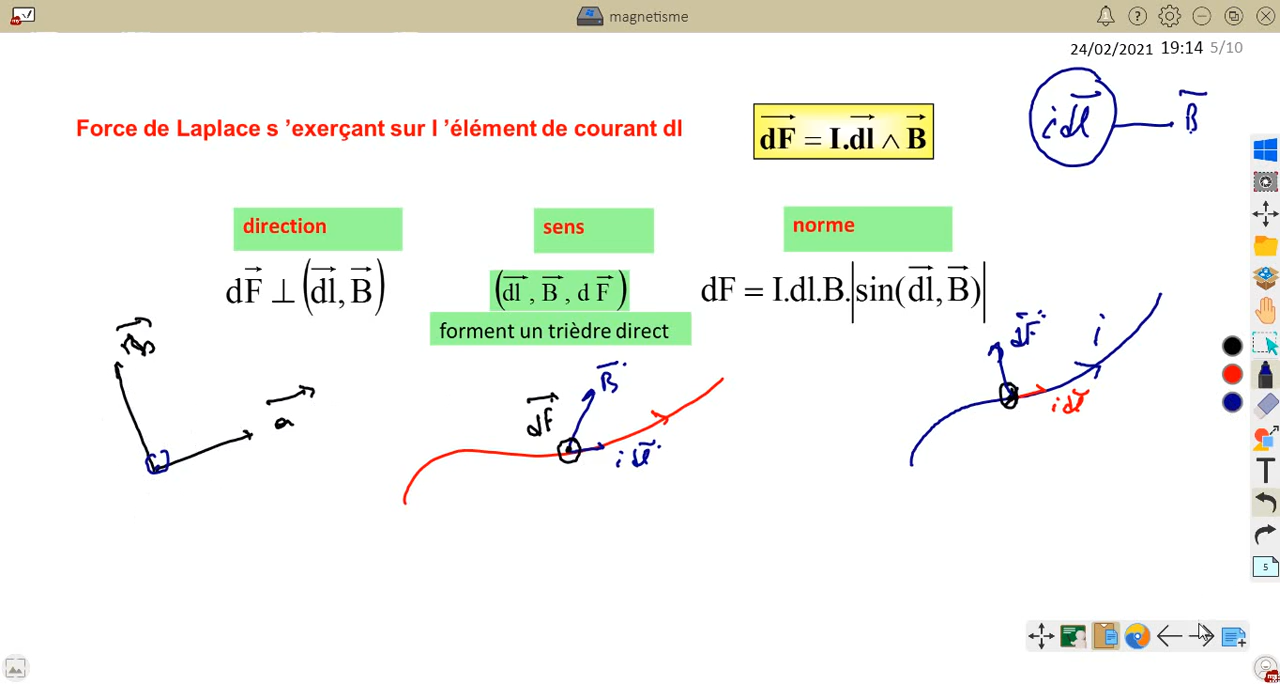 magnetisme
24/02/2021 19:14 5/10
Force de Laplace s ’exerçant sur l ’élément de courant dl
dF = I.dl ∧ B
idl B
direction
sens
norme
dF ⊥ (dl, B)
(dl, B, dF)
dF = I.dl.B.|sin(dl, B)|
forment un trièdre direct
a
B
dF
idl
dF
i
idl
5